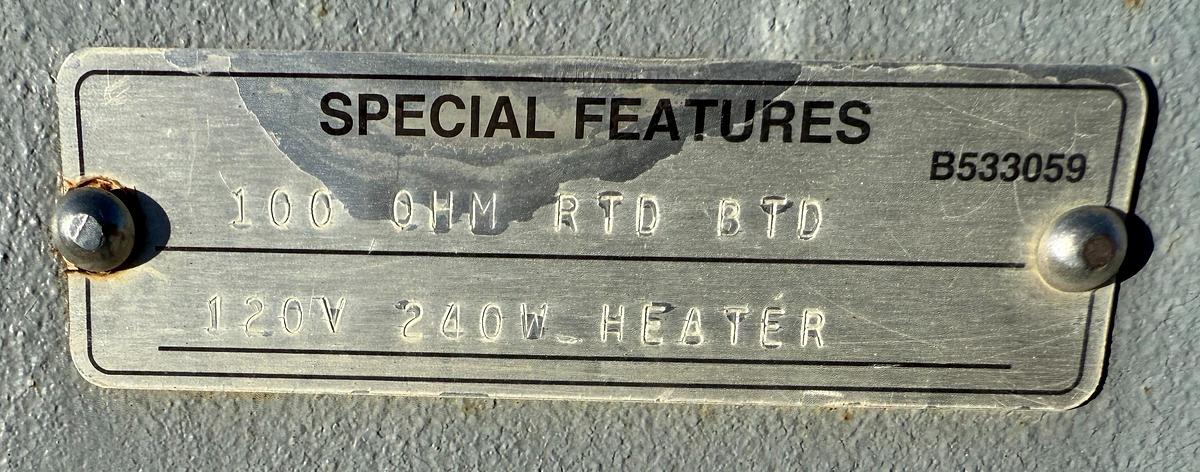 SPECIAL FEATURES
B533059
100 OHM RTD BTD
120V 240W HEATER